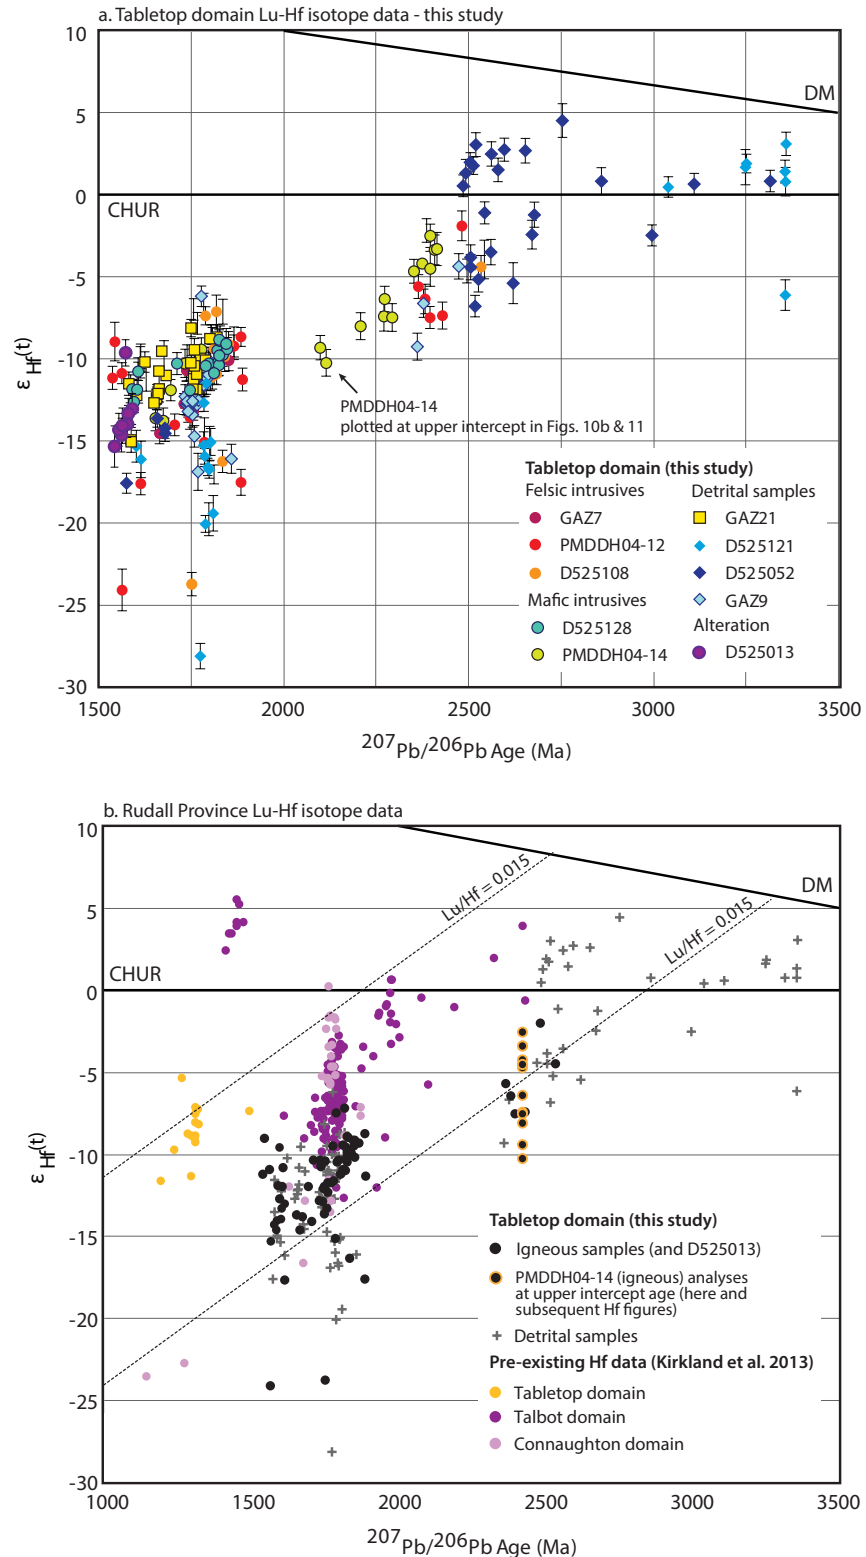 a. Tabletop domain Lu-Hf isotope data - this study
10
DM
5
0
CHUR
-5
-10
PMDDH04-14
plotted at upper intercept in Figs. 10b & 11
-15
-20
-25
-30
ε Hf(t)
Tabletop domain (this study)
Felsic intrusives
GAZ7
PMDDH04-12
D525108
Mafic intrusives
D525128
PMDDH04-14
Detrital samples
GAZ21
D525121
D525052
GAZ9
Alteration
D525013
1500 2000 2500 3000 3500
207Pb/206Pb Age (Ma)
b. Rudall Province Lu-Hf isotope data
10
DM
Lu/Hf = 0.015
Lu/Hf = 0.015
5
CHUR
0
-5
-10
-15
-20
-25
-30
ε Hf(t)
Tabletop domain (this study)
Igneous samples (and D525013)
PMDDH04-14 (igneous) analyses
at upper intercept age (here and
subsequent Hf figures)
Detrital samples
Pre-existing Hf data (Kirkland et al. 2013)
Tabletop domain
Talbot domain
Connaughton domain
1000 1500 2000 2500 3000 3500
207Pb/206Pb Age (Ma)